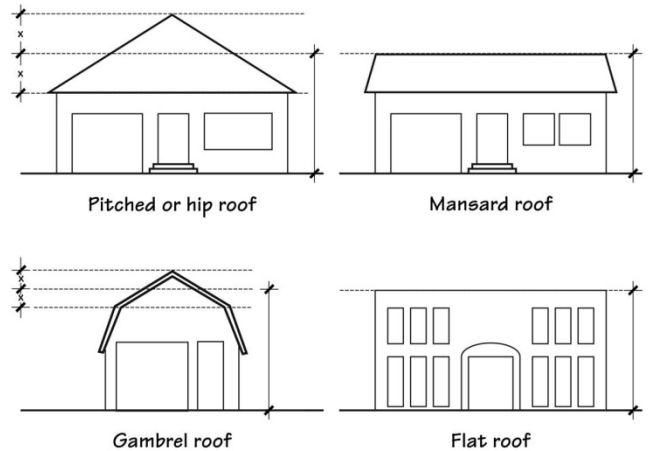 x
x
Pitched or hip roof
Mansard roof
x
x
Gambrel roof
Flat roof